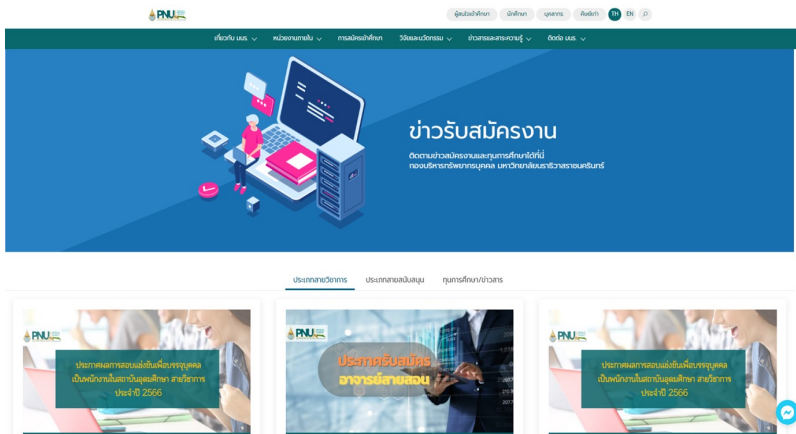 PNU
ผู้สนใจเข้าศึกษา นักศึกษา บุคลากร ศิษย์เก่า TH EN
เกี่ยวกับ มนร. หน่วยงานภายใน การสมัครเข้าศึกษา วิจัยและนวัตกรรม ข่าวสารและสาระความรู้ ติดต่อ มนร.
ข่าวรับสมัครงาน
ติดตามข่าวสมัครงานและทุนการศึกษาได้ที่นี่
กองบริหารทรัพยากรบุคคล มหาวิทยาลัยนราธิวาสราชนครินทร์
ประเภทสายวิชาการ ประเภทสายสนับสนุน ทุนการศึกษา/ข่าวสาร
PNU
ประกาศผลการสอบแข่งขันเพื่อบรรจุบุคคล
เป็นพนักงานในสถาบันอุดมศึกษา สายวิชาการ
ประจำปี 2566
PNU
ประกาศรับสมัคร
อาจารย์สายสอน
PNU
ประกาศผลการสอบแข่งขันเพื่อบรรจุบุคคล
เป็นพนักงานในสถาบันอุดมศึกษา สายวิชาการ
ประจำปี 2566